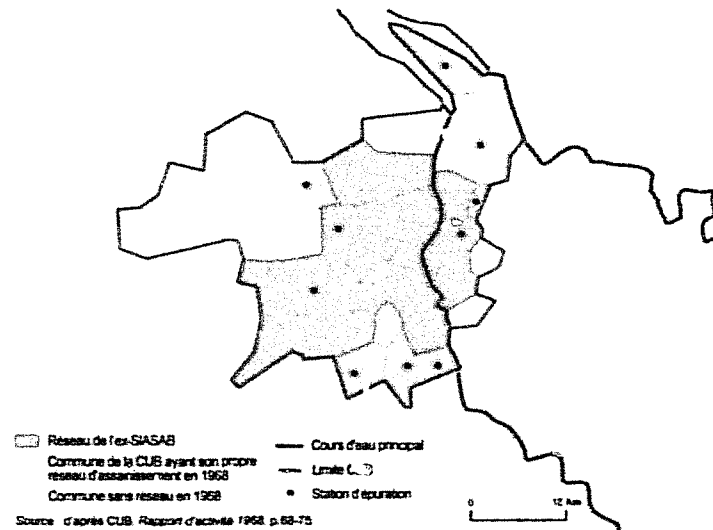 Réseau de l'ex-SIASAB
Commune de la CUB ayant son propre
réseau d'assainissement en 1968
Commune sans réseau en 1968
Cours d'eau principal
Limite
Station d'épuration
0 12 Km
Source : d'après CUB, Rapport d'activité 1968, p.68-75